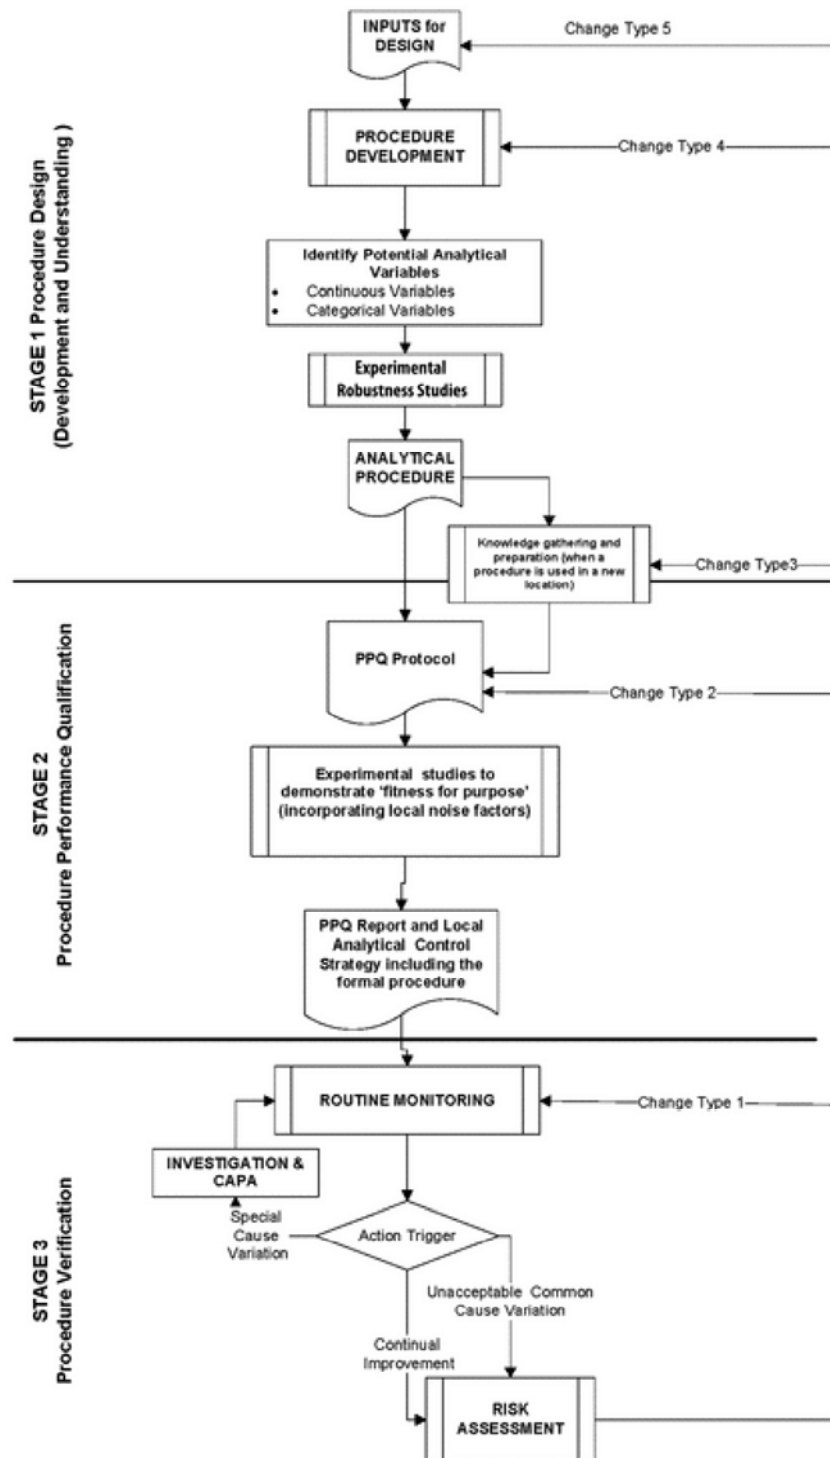 INPUTS for
DESIGN
Change Type 5
PROCEDURE
DEVELOPMENT
Change Type 4
STAGE 1 Procedure Design
(Development and Understanding )
Identify Potential Analytical
Variables
• Continuous Variables
• Categorical Variables
Experimental
Robustness Studies
ANALYTICAL
PROCEDURE
Knowledge gathering and
preparation (when a
procedure is used in a new
location)
Change Type3
STAGE 2
Procedure Performance Qualification
PPQ Protocol
Change Type 2
Experimental studies to
demonstrate 'fitness for purpose'
(incorporating local noise factors)
PPQ Report and Local
Analytical Control
Strategy including the
formal procedure
STAGE 3
Procedure Verification
ROUTINE MONITORING
Change Type 1
INVESTIGATION &
CAPA
Special
Cause
Variation
Action Trigger
Unacceptable Common
Cause Variation
Continual
Improvement
RISK
ASSESSMENT